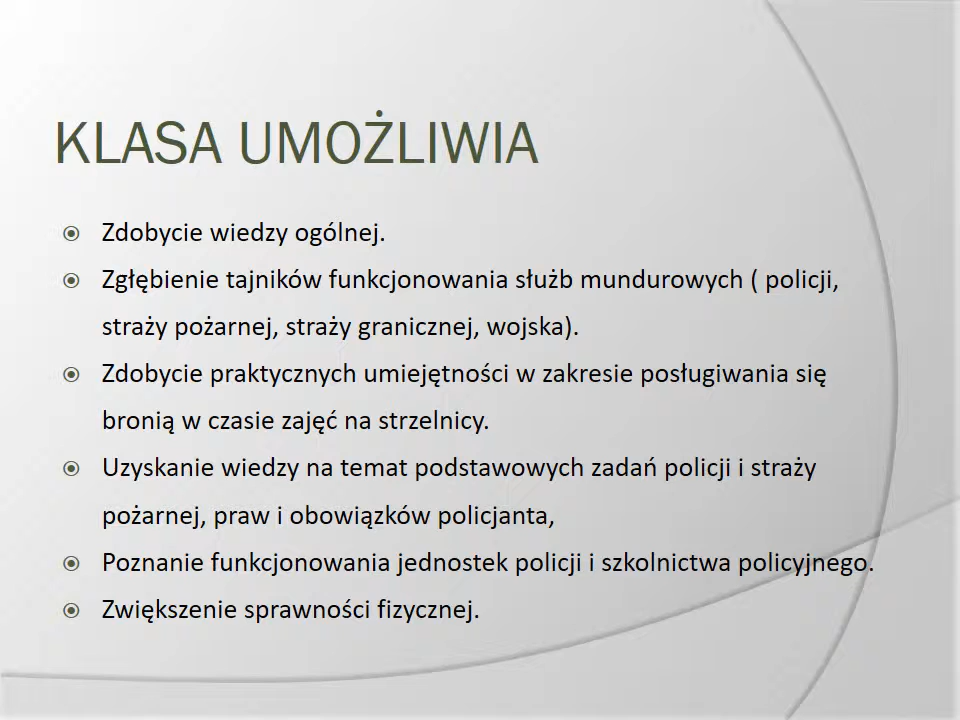 KLASA UMOŻLIWIA
Zdobycie wiedzy ogólnej.
Zgłębienie tajników funkcjonowania służb mundurowych ( policji,
straży pożarnej, straży granicznej, wojska).
Zdobycie praktycznych umiejętności w zakresie posługiwania się
bronią w czasie zajęć na strzelnicy.
Uzyskanie wiedzy na temat podstawowych zadań policji i straży
pożarnej, praw i obowiązków policjanta,
Poznanie funkcjonowania jednostek policji i szkolnictwa policyjnego.
Zwiększenie sprawności fizycznej.